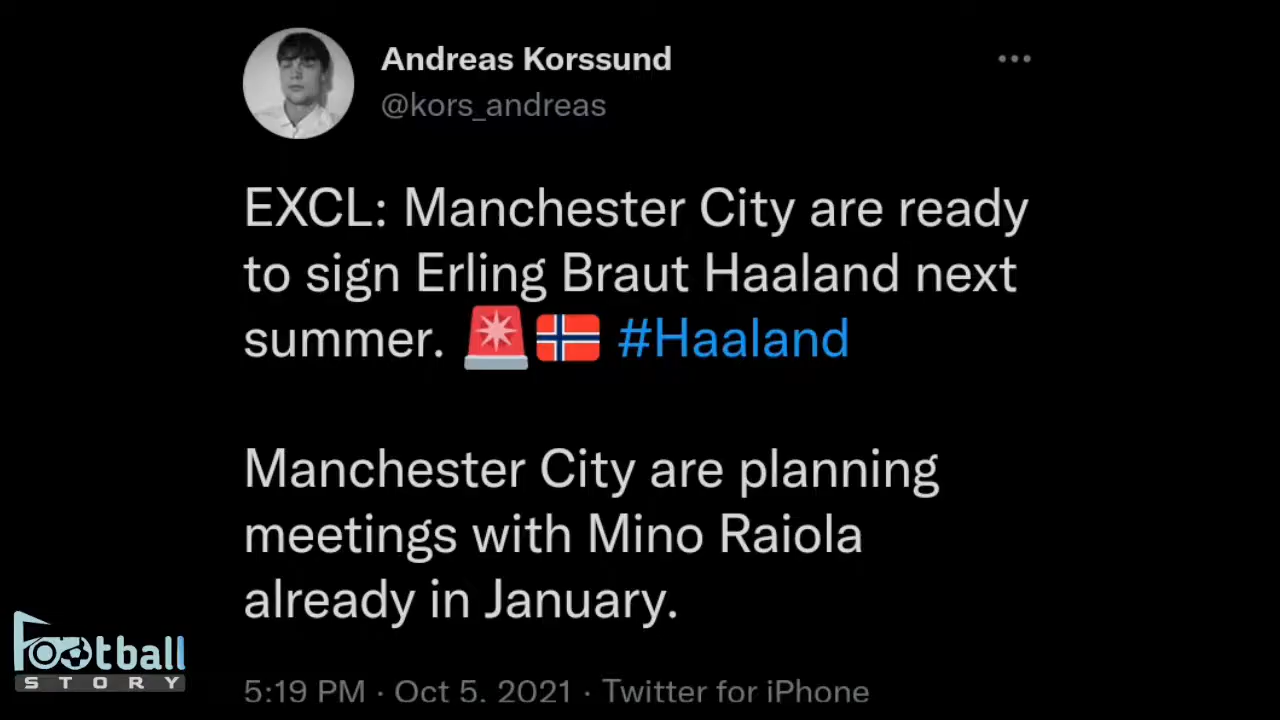 Andreas Korssund
@kors_andreas
EXCL: Manchester City are ready
to sign Erling Braut Haaland next
summer. 🚨🇳🇴 #Haaland
Manchester City are planning
meetings with Mino Raiola
already in January.
Football
STORY
5:19 PM · Oct 5. 2021 · Twitter for iPhone